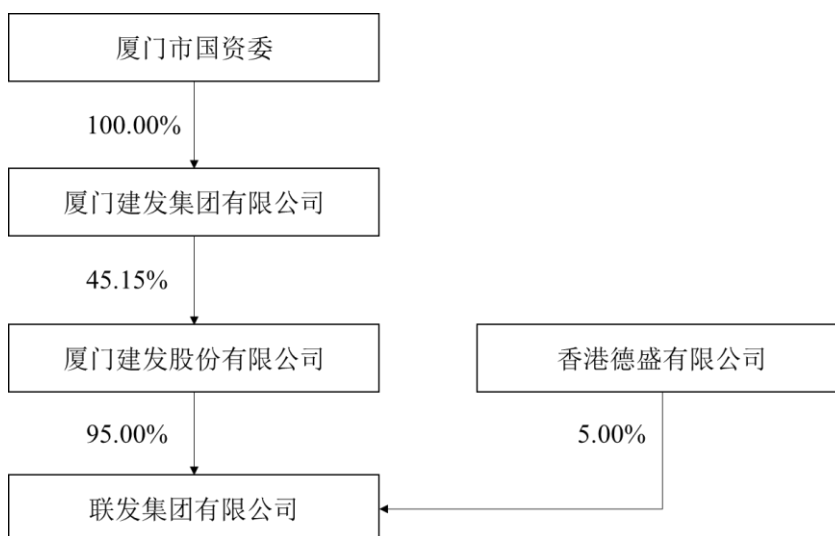 厦门市国资委
100.00%
厦门建发集团有限公司
45.15%
厦门建发股份有限公司
香港德盛有限公司
95.00%
5.00%
联发集团有限公司